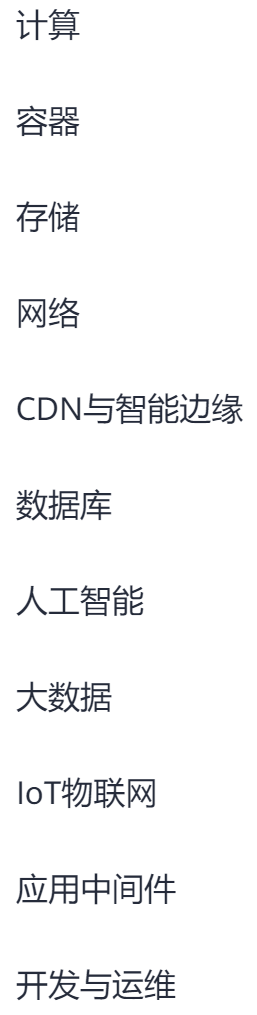 计算
容器
存储
网络
CDN与智能边缘
数据库
人工智能
大数据
IoT物联网
应用中间件
开发与运维